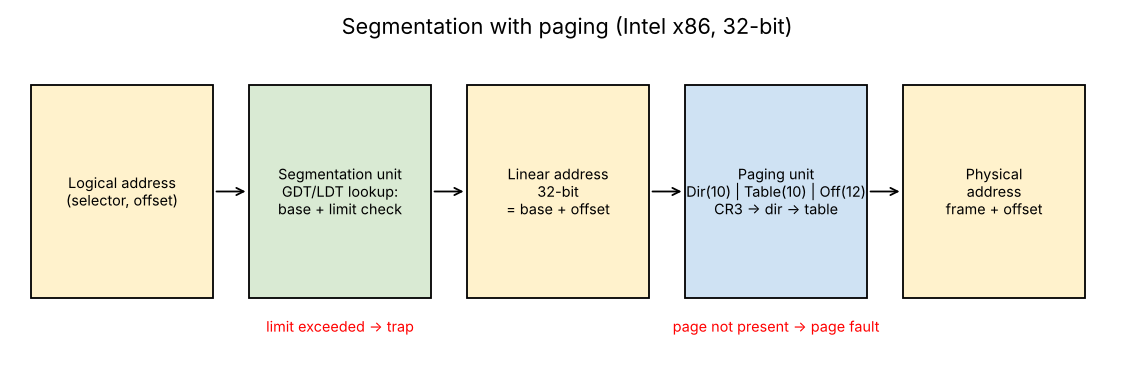 Segmentation with paging (Intel x86, 32-bit)
Logical address
(selector, offset)
Segmentation unit
GDT/LDT lookup:
base + limit check
Linear address
32-bit
= base + offset
Paging unit
Dir(10) | Table(10) | Off(12)
CR3 → dir → table
Physical
address
frame + offset
limit exceeded → trap
page not present → page fault